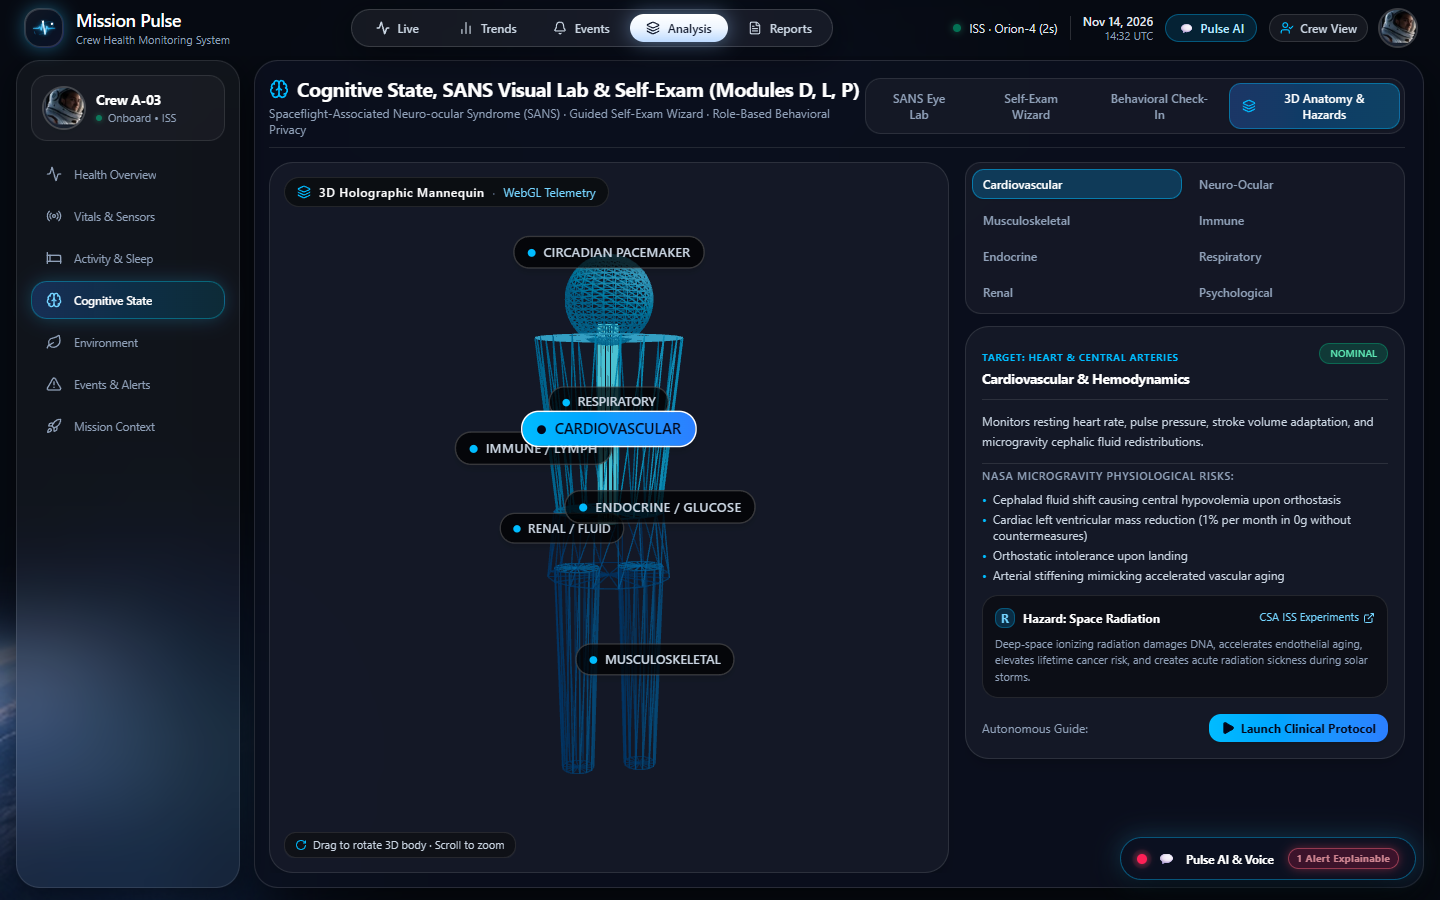 Mission Pulse
Crew Health Monitoring System
Live
Trends
Events
Analysis
Reports
ISS · Orion-4 (2s)
Nov 14, 2026
14:32 UTC
Pulse AI
Crew View
Crew A-03
Onboard • ISS
Health Overview
Vitals & Sensors
Activity & Sleep
Cognitive State
Environment
Events & Alerts
Mission Context
Cognitive State, SANS Visual Lab & Self-Exam (Modules D, L, P)
Spaceflight-Associated Neuro-ocular Syndrome (SANS) · Guided Self-Exam Wizard · Role-Based Behavioral
Privacy
SANS Eye
Lab
Self-Exam
Wizard
Behavioral Check-
In
3D Anatomy &
Hazards
3D Holographic Mannequin · WebGL Telemetry
CIRCADIAN PACEMAKER
RESPIRATORY
CARDIOVASCULAR
IMMUNE / LYMPH
ENDOCRINE / GLUCOSE
RENAL / FLUID
MUSCULOSKELETAL
Drag to rotate 3D body · Scroll to zoom
Cardiovascular
Neuro-Ocular
Musculoskeletal
Immune
Endocrine
Respiratory
Renal
Psychological
TARGET: HEART & CENTRAL ARTERIES
NOMINAL
Cardiovascular & Hemodynamics
Monitors resting heart rate, pulse pressure, stroke volume adaptation, and
microgravity cephalic fluid redistributions.
NASA MICROGRAVITY PHYSIOLOGICAL RISKS:
• Cephalad fluid shift causing central hypovolemia upon orthostasis
• Cardiac left ventricular mass reduction (1% per month in 0g without
countermeasures)
• Orthostatic intolerance upon landing
• Arterial stiffening mimicking accelerated vascular aging
R
Hazard: Space Radiation
CSA ISS Experiments
Deep-space ionizing radiation damages DNA, accelerates endothelial aging,
elevates lifetime cancer risk, and creates acute radiation sickness during solar
storms.
Autonomous Guide:
Launch Clinical Protocol
Pulse AI & Voice
1 Alert Explainable